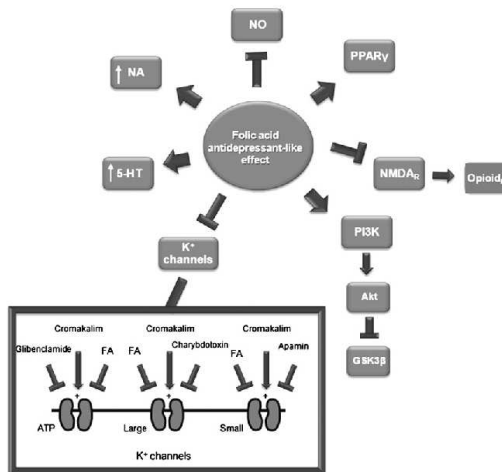 NO
PPARγ
↑ NA
Folic acid
antidepressant-like
effect
↑ 5-HT
NMDAR
K⁺
channels
PI3K
Akt
GSK3β
Cromakalim
Cromakalim
Cromakalim
Glibenclamide
FA
FA
Charybdotoxin
FA
Apamin
+
+
+
ATP
Large
Small
K⁺ channels